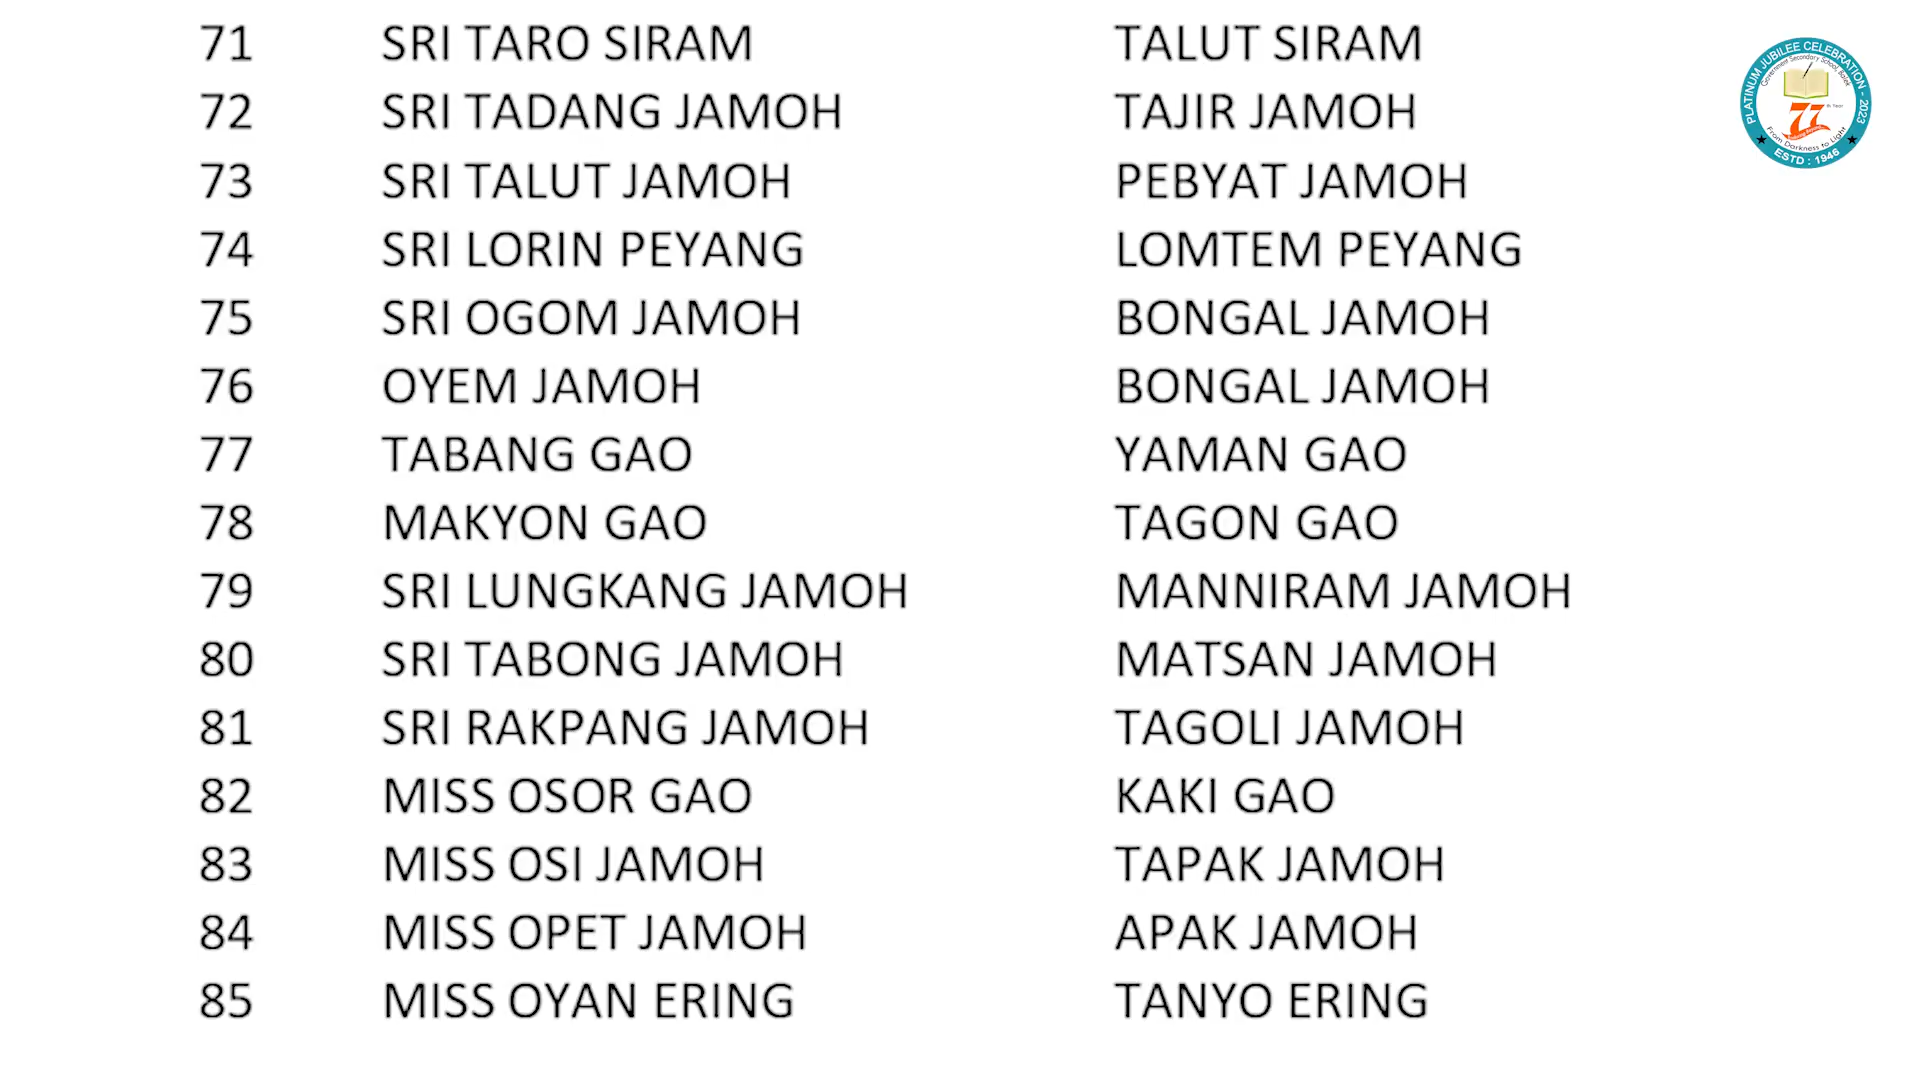 71 SRI TARO SIRAM TALUT SIRAM
72 SRI TADANG JAMOH TAJIR JAMOH
73 SRI TALUT JAMOH PEBYAT JAMOH
74 SRI LORIN PEYANG LOMTEM PEYANG
75 SRI OGOM JAMOH BONGAL JAMOH
76 OYEM JAMOH BONGAL JAMOH
77 TABANG GAO YAMAN GAO
78 MAKYON GAO TAGON GAO
79 SRI LUNGKANG JAMOH MANNIRAM JAMOH
80 SRI TABONG JAMOH MATSAN JAMOH
81 SRI RAKPANG JAMOH TAGOLI JAMOH
82 MISS OSOR GAO KAKI GAO
83 MISS OSI JAMOH TAPAK JAMOH
84 MISS OPET JAMOH APAK JAMOH
85 MISS OYAN ERING TANYO ERING
PLATINUM JUBILEE CELEBRATION - 2023
Government Secondary School,
77
From Darkness to Light
ESTD : 1946